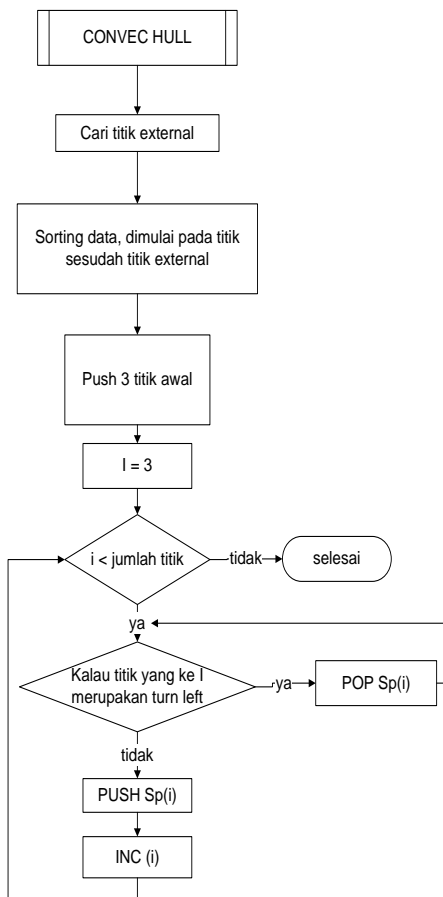 CONVEC HULL
Cari titik external
Sorting data, dimulai pada titik
sesudah titik external
Push 3 titik awal
I = 3
i < jumlah titik
tidak
selesai
ya
Kalau titik yang ke I
merupakan turn left
ya
POP Sp(i)
tidak
PUSH Sp(i)
INC (i)